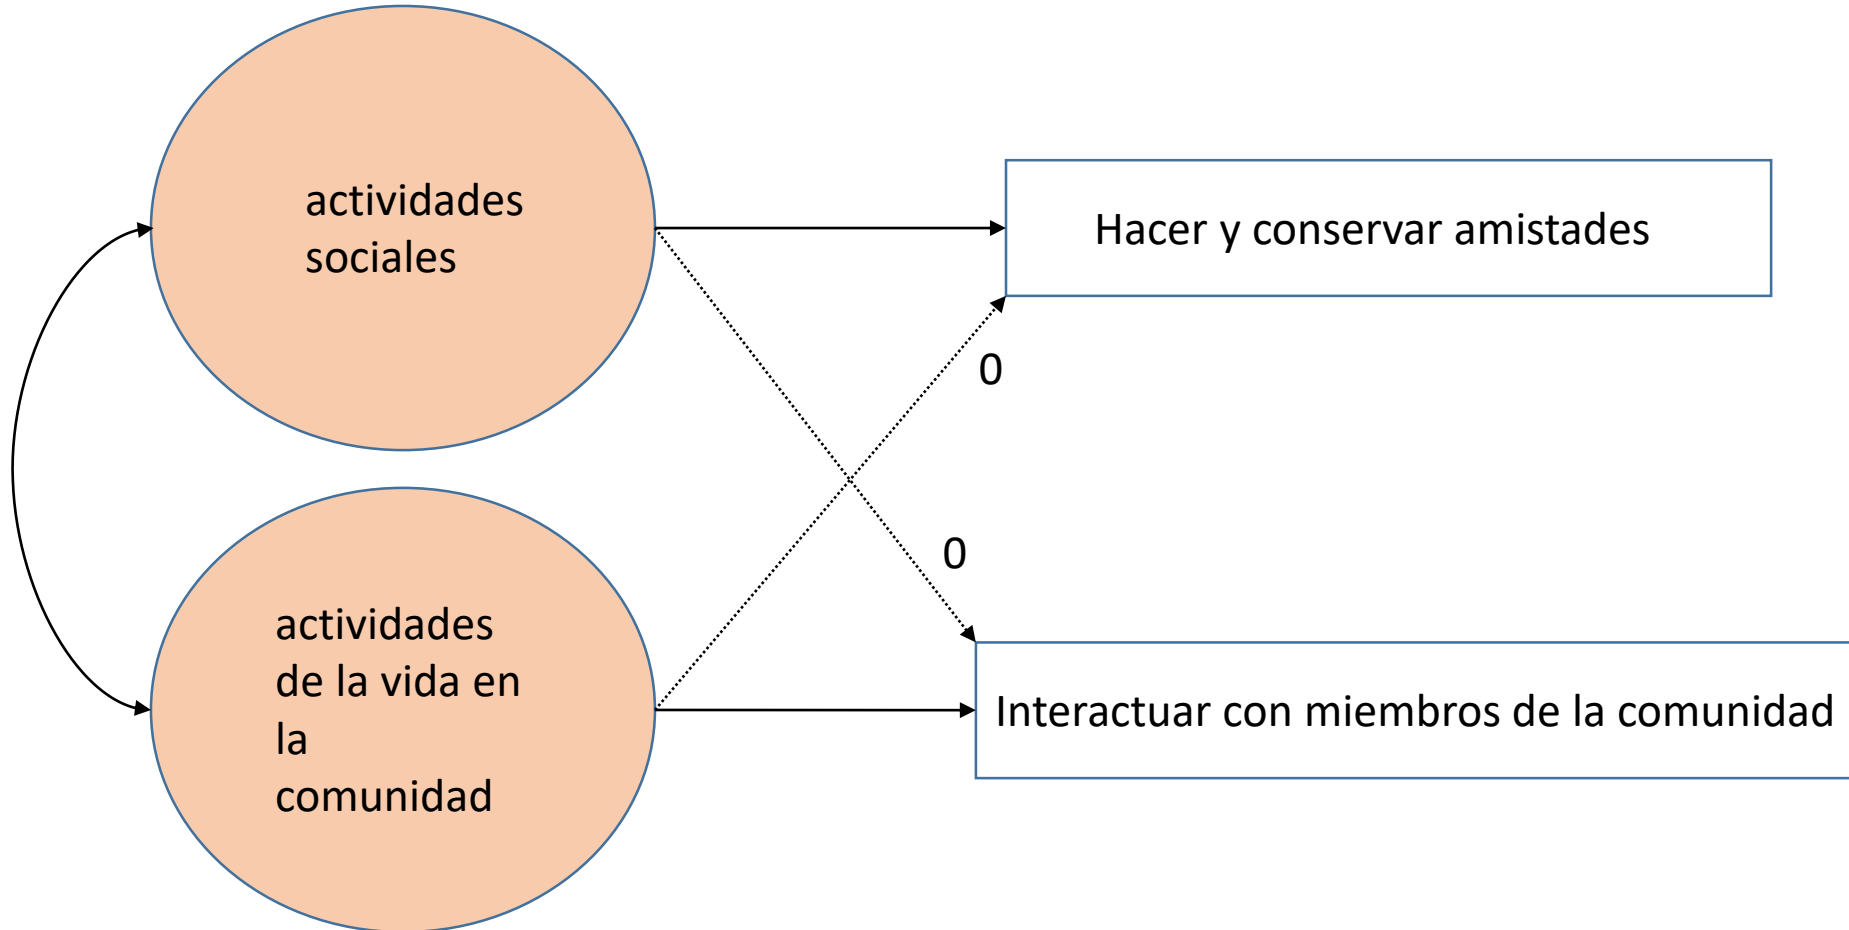 actividades
sociales
Hacer y conservar amistades
0
0
actividades
de la vida en
la
comunidad
Interactuar con miembros de la comunidad